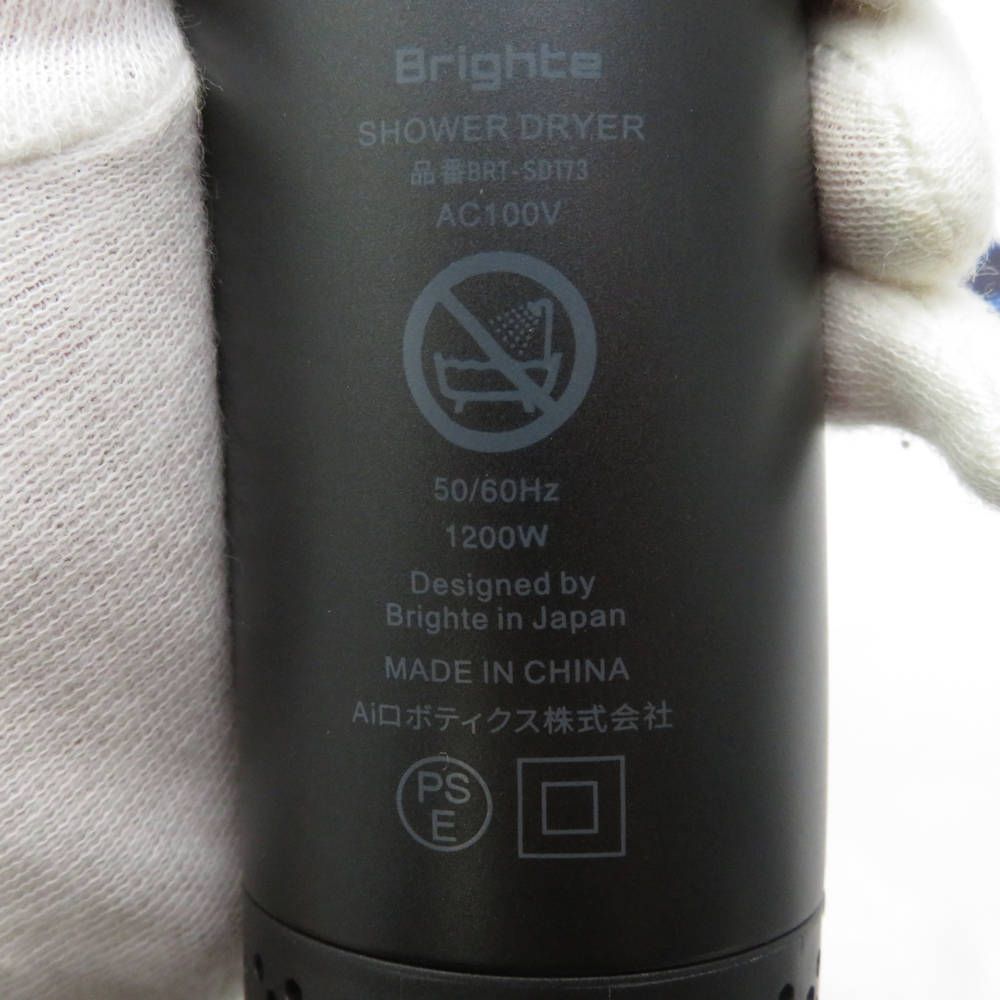 Brighte
SHOWER DRYER
品番BRT-SD173
AC100V
50/60Hz
1200W
Designed by
Brighte in Japan
MADE IN CHINA
Aiロボティクス株式会社
PS
E